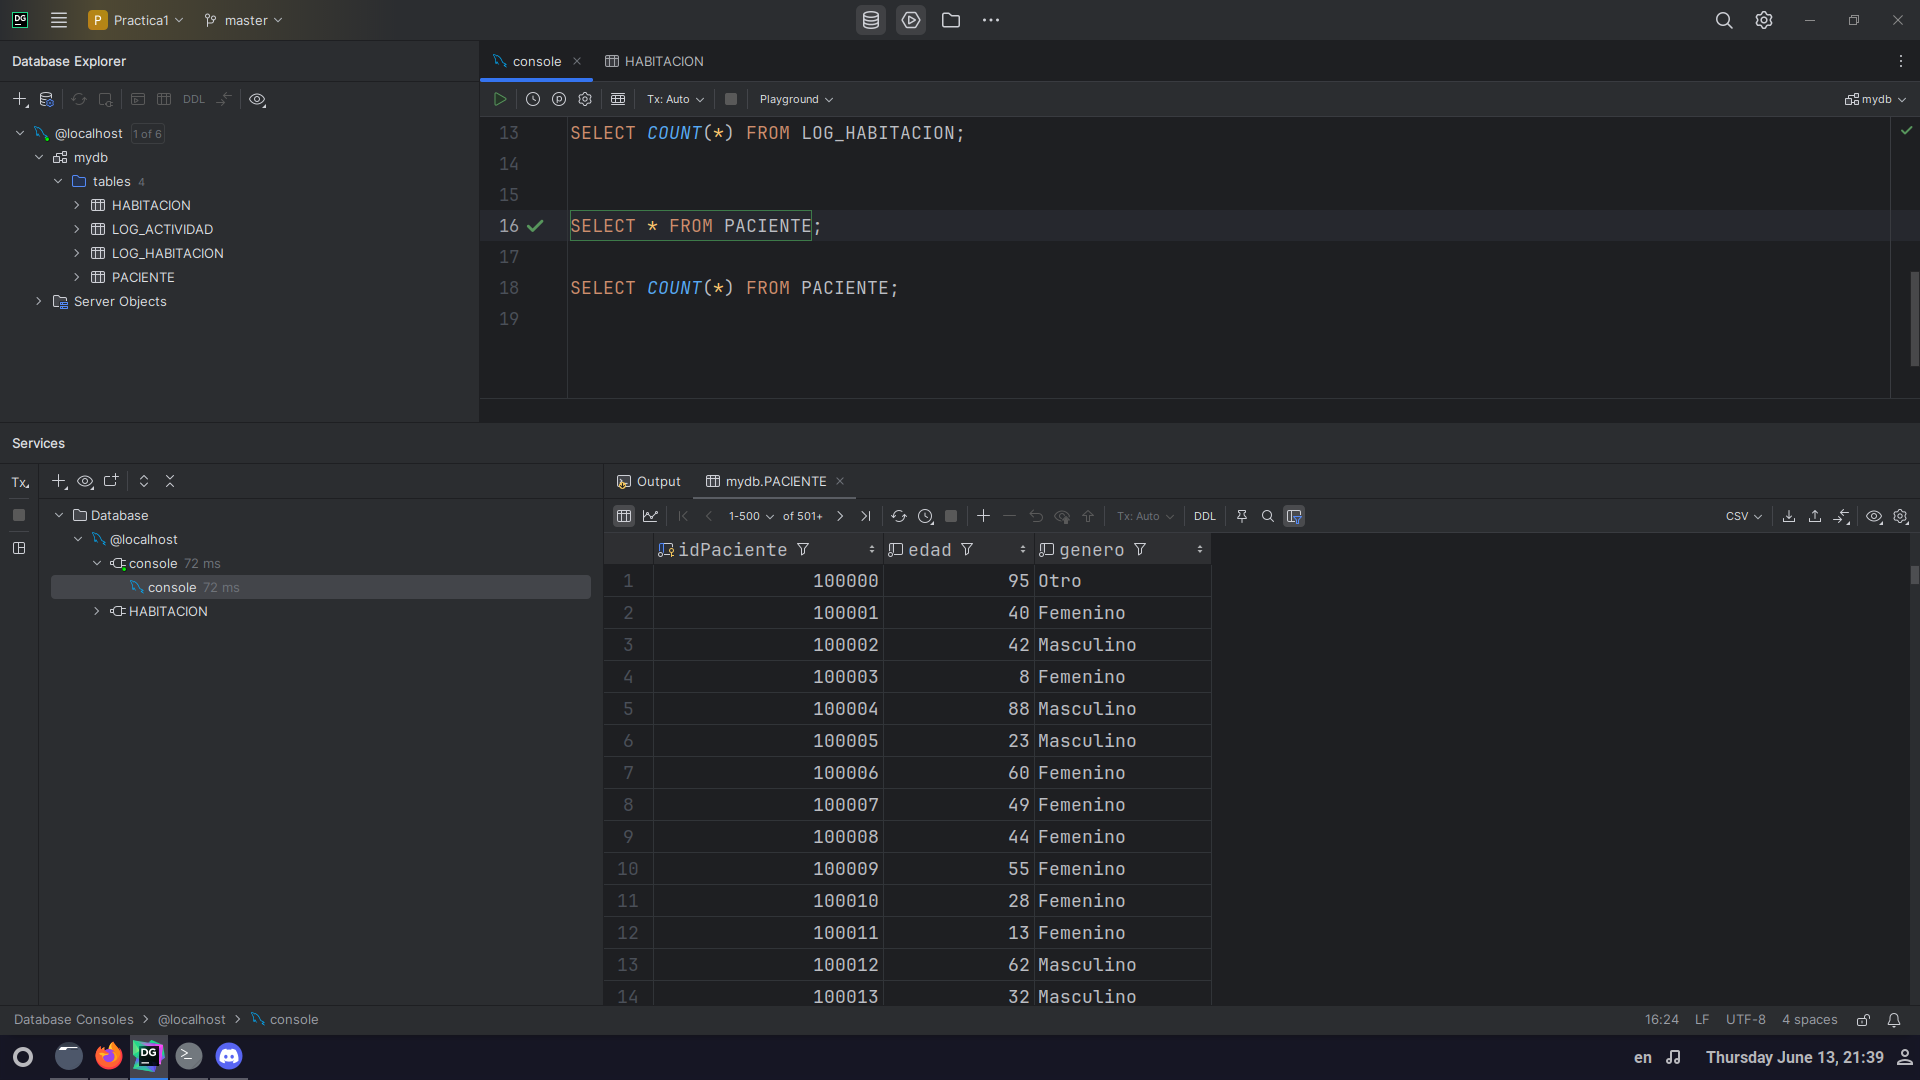 DG
P Practica1
master
Database Explorer
DDL
@localhost 1 of 6
mydb
tables 4
HABITACION
LOG_ACTIVIDAD
LOG_HABITACION
PACIENTE
Server Objects
console
HABITACION
Tx: Auto
Playground
mydb
13 SELECT COUNT(*) FROM LOG_HABITACION;
14
15
16 SELECT * FROM PACIENTE;
17
18 SELECT COUNT(*) FROM PACIENTE;
19
Services
Tx
Database
@localhost
console 72 ms
console 72 ms
HABITACION
Output
mydb.PACIENTE
1-500 of 501+
Tx: Auto
DDL
CSV
idPaciente edad genero
1 100000 95 Otro
2 100001 40 Femenino
3 100002 42 Masculino
4 100003 8 Femenino
5 100004 88 Masculino
6 100005 23 Masculino
7 100006 60 Femenino
8 100007 49 Femenino
9 100008 44 Femenino
10 100009 55 Femenino
11 100010 28 Femenino
12 100011 13 Femenino
13 100012 62 Masculino
14 100013 32 Masculino
Database Consoles > @localhost > console
16:24 LF UTF-8 4 spaces
DG
en
Thursday June 13, 21:39